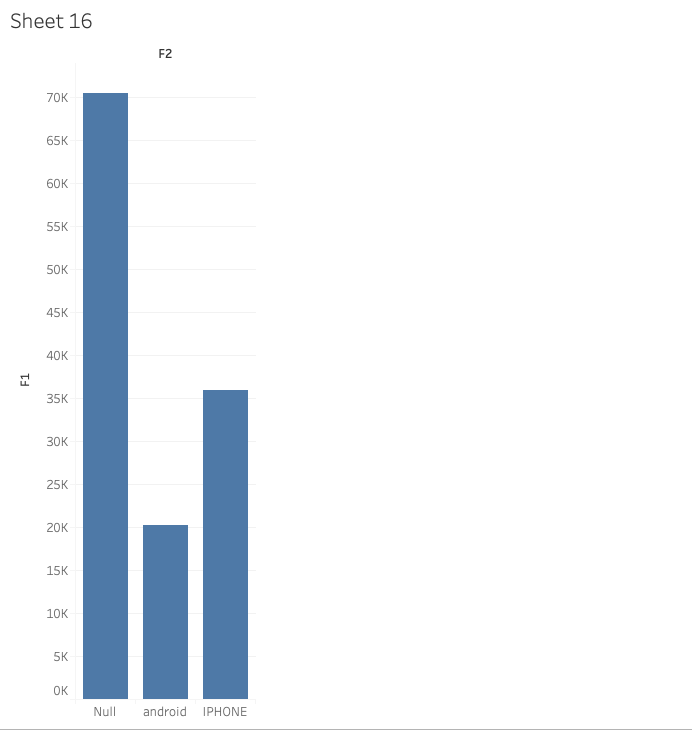 Sheet 16
F2
70K
65K
60K
55K
50K
45K
40K
F1
35K
30K
25K
20K
15K
10K
5K
0K
Null android IPHONE